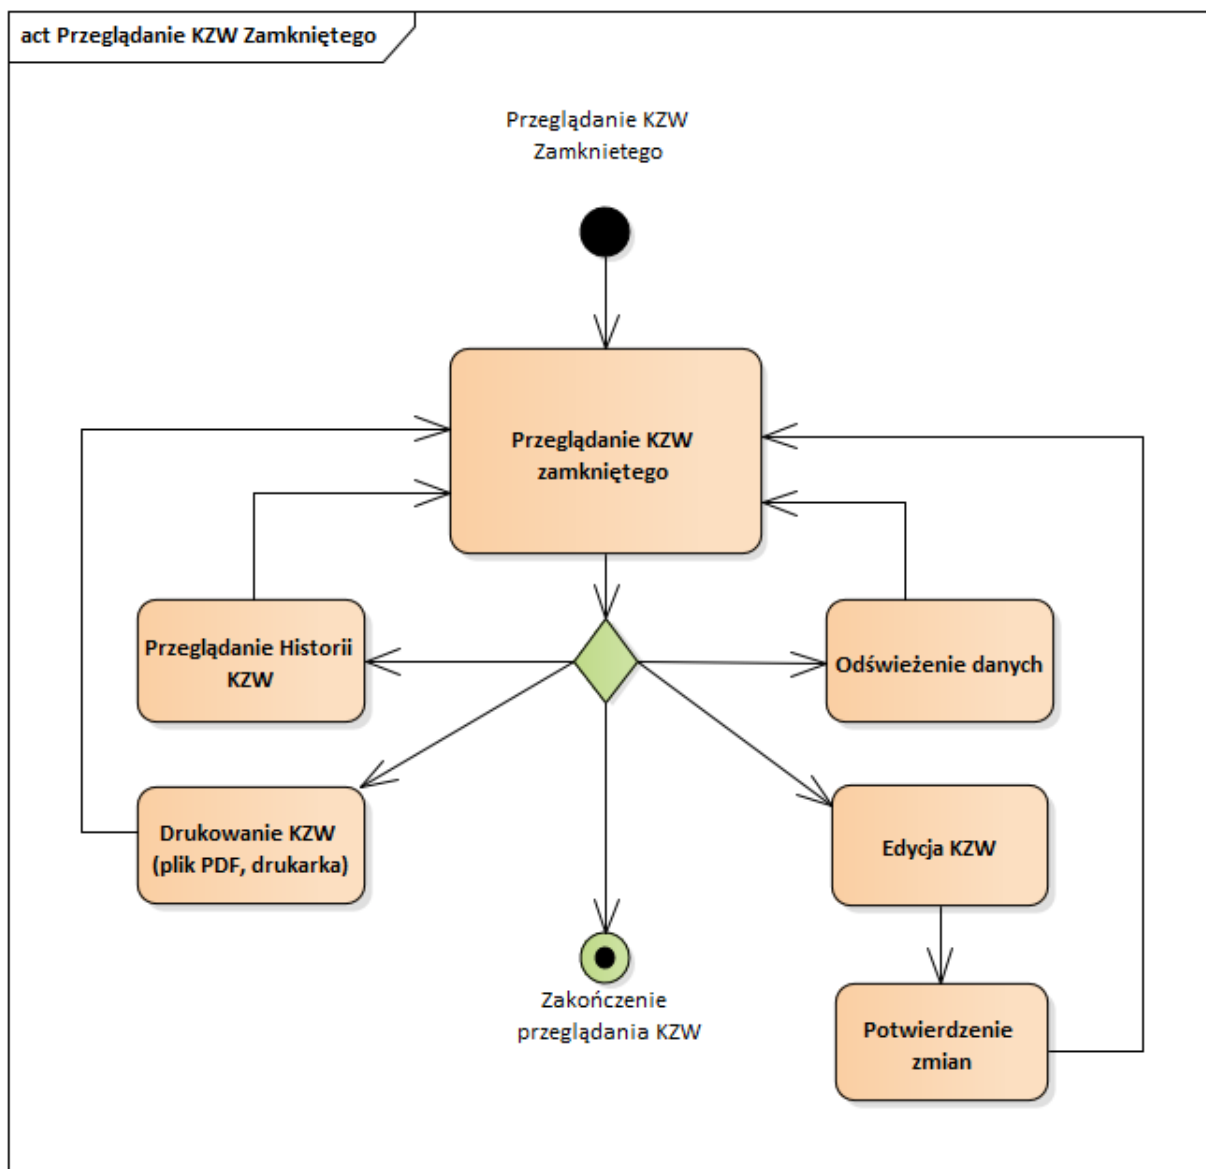 act Przeglądanie KZW Zamkniętego
Przeglądanie KZW
Zamknietego
Przeglądanie KZW
zamkniętego
Przeglądanie Historii
KZW
Odświeżenie danych
Drukowanie KZW
(plik PDF, drukarka)
Edycja KZW
Zakończenie
przeglądania KZW
Potwierdzenie
zmian